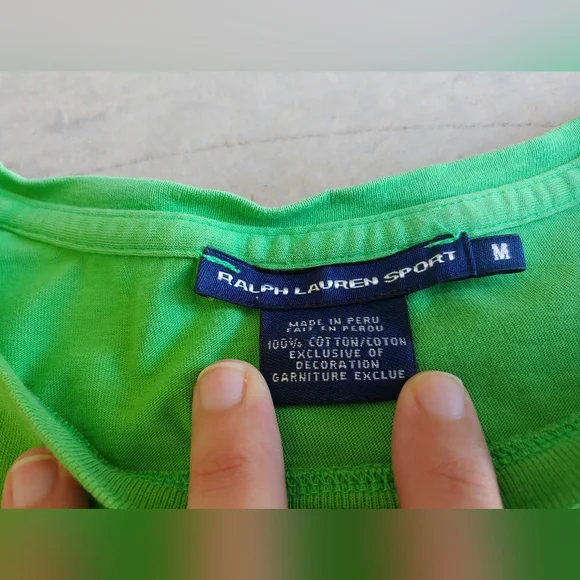 RALPH LAUREN SPORT M
MADE IN PERU
FAIT EN PEROU
100% COTTON/COTON
EXCLUSIVE OF
DECORATION
GARNITURE EXCLUE